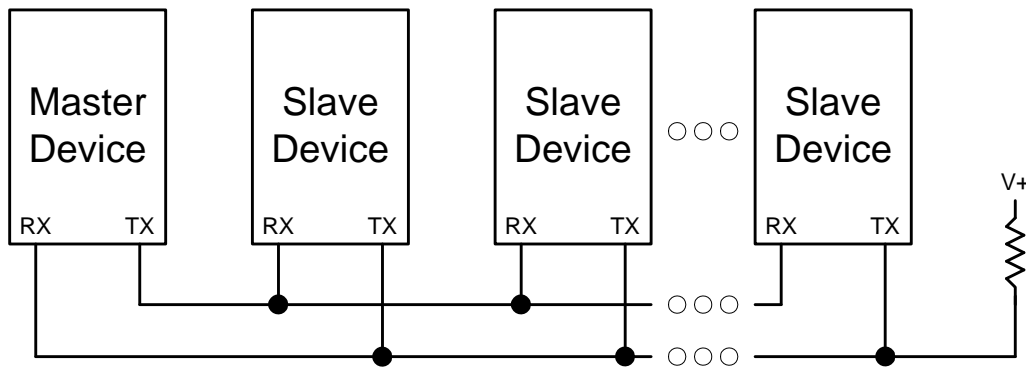 Master
Device
Slave
Device
Slave
Device
Slave
Device
V+
RX TX
RX TX
RX TX
RX TX